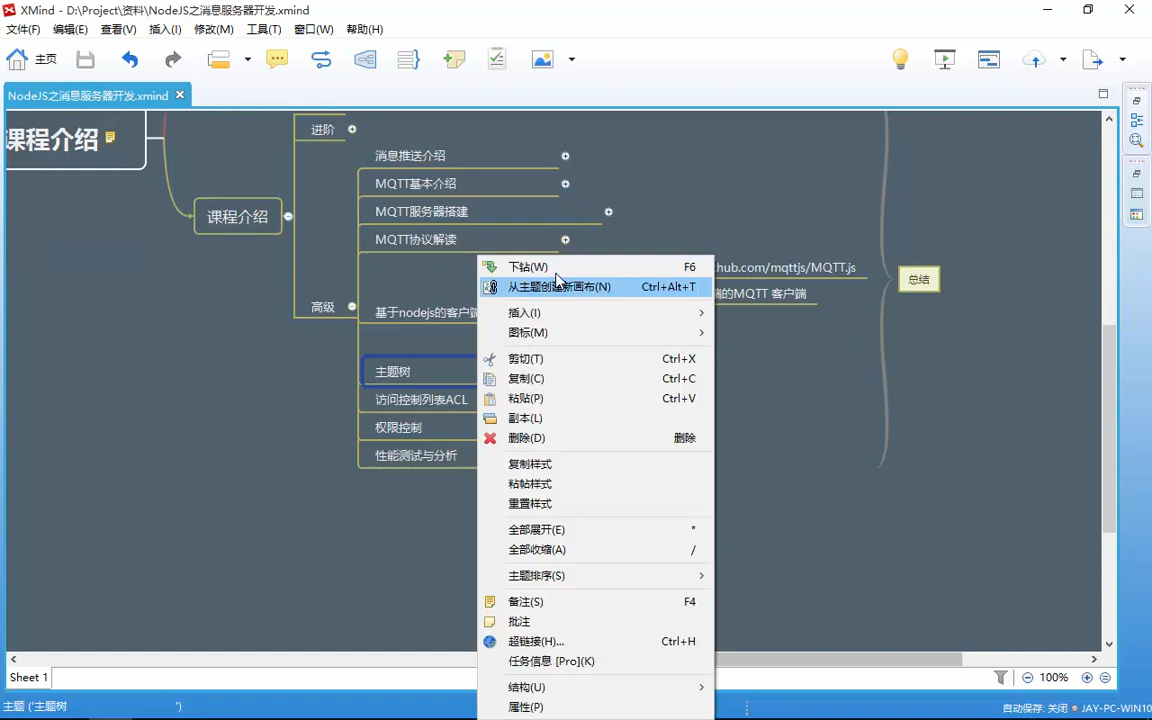 XMind - D:\Project\资料\NodeJS之消息服务器开发.xmind
文件(F) 编辑(E) 查看(V) 插入(I) 修改(M) 工具(T) 窗口(W) 帮助(H)
主页
NodeJS之消息服务器开发.xmind
课程介绍
进阶
消息推送介绍
MQTT基本介绍
课程介绍
MQTT服务器搭建
MQTT协议解读
hub.com/mqttjs/MQTT.js
端的MQTT 客户端
总结
高级
基于nodejs的客户端
主题树
访问控制列表ACL
权限控制
性能测试与分析
下钻(W) F6
从主题创建新画布(N) Ctrl+Alt+T
插入(I)
图标(M)
剪切(T) Ctrl+X
复制(C) Ctrl+C
粘贴(P) Ctrl+V
副本(L)
删除(D) 删除
复制样式
粘帖样式
重置样式
全部展开(E) *
全部收缩(A) /
主题排序(S)
备注(S) F4
批注
超链接(H)... Ctrl+H
任务信息 [Pro](K)
结构(U)
属性(P)
Sheet 1
100%
主题 ('主题树 ')
自动保存: 关闭
JAY-PC-WIN10